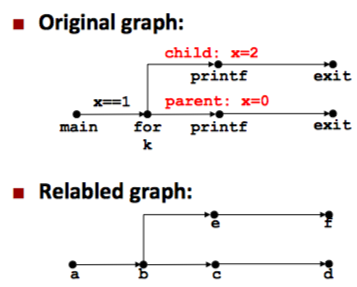 Original graph:
child: x=2
printf exit
x==1 parent: x=0
main for printf exit
k
Relabled graph:
e f
a b c d